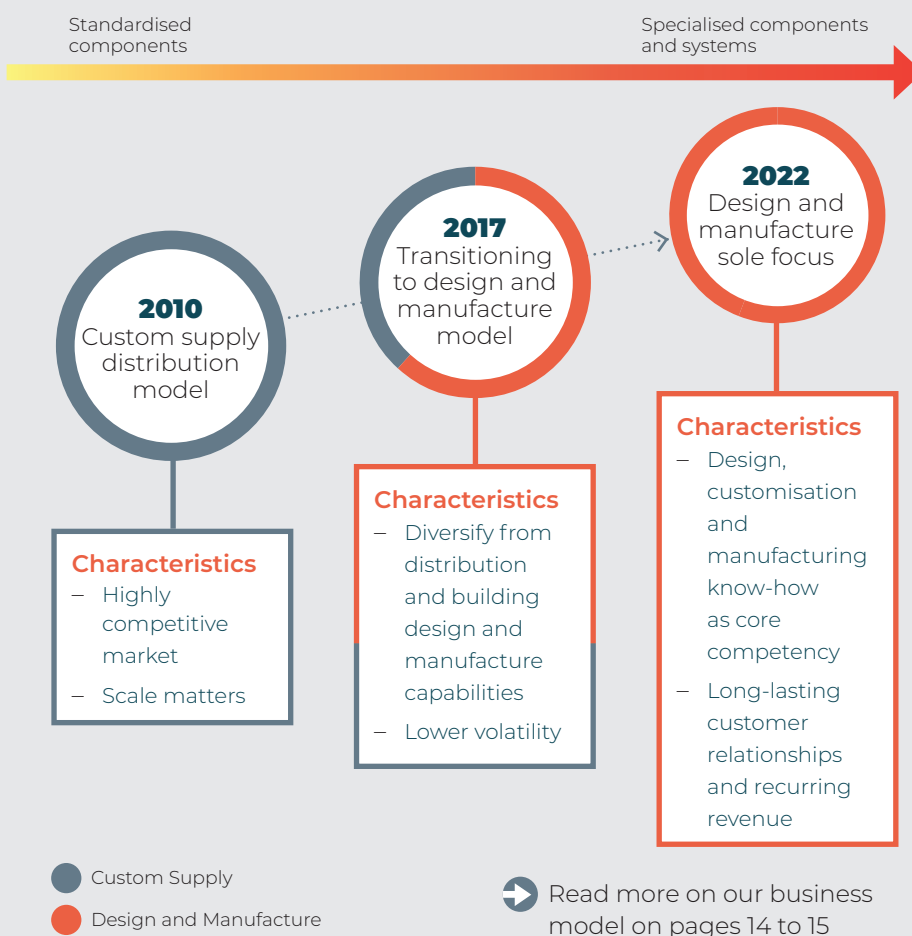 Standardised
components
Specialised components
and systems
2010
Custom supply
distribution
model
Characteristics
– Highly
competitive
market
– Scale matters
2017
Transitioning
to design and
manufacture
model
Characteristics
– Diversify from
distribution
and building
design and
manufacture
capabilities
– Lower volatility
2022
Design and
manufacture
sole focus
Characteristics
– Design,
customisation
and
manufacturing
know-how
as core
competency
– Long-lasting
customer
relationships
and recurring
revenue
Custom Supply
Design and Manufacture
Read more on our business
model on pages 14 to 15